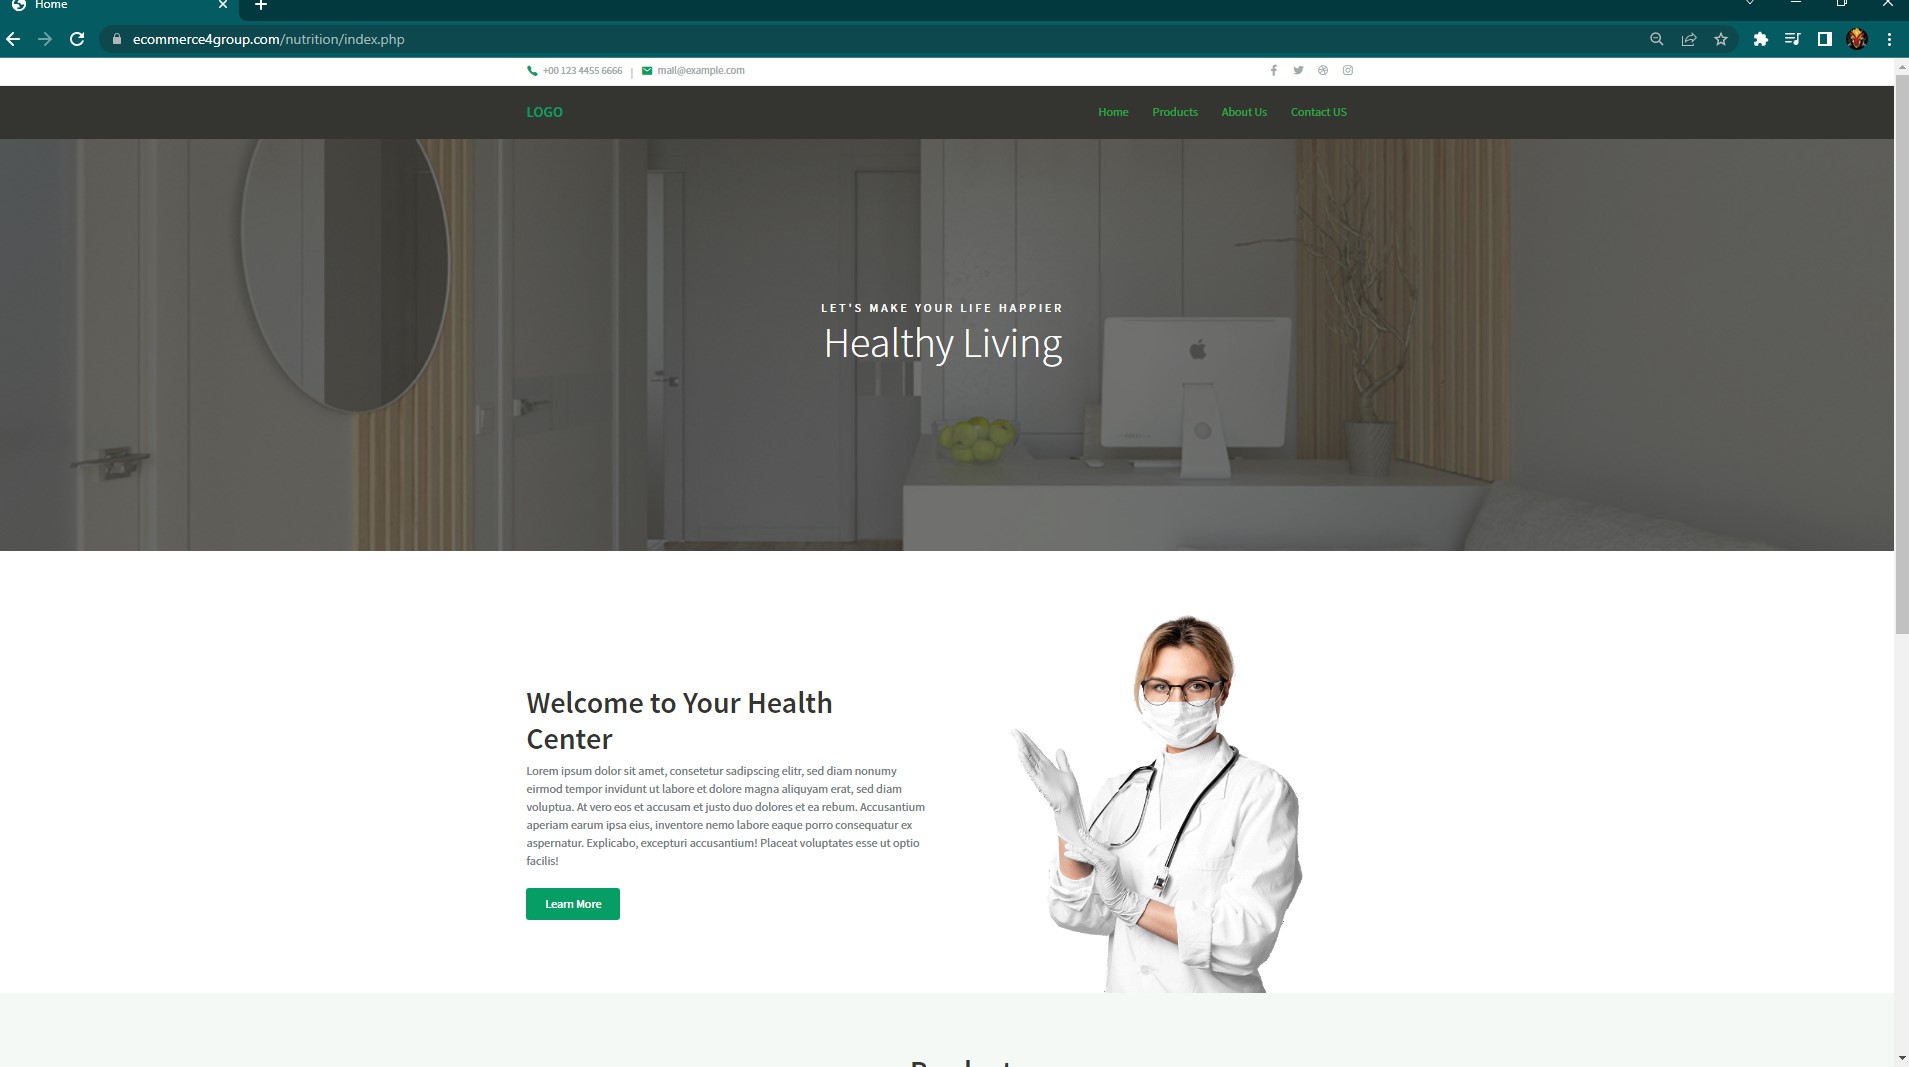 Home
ecommerce4group.com/nutrition/index.php
+00 123 4455 6666 | mail@example.com
LOGO
Home Products About Us Contact US
LET'S MAKE YOUR LIFE HAPPIER
Healthy Living
Welcome to Your Health
Center
Lorem ipsum dolor sit amet, consetetur sadipscing elitr, sed diam nonumy
eirmod tempor invidunt ut labore et dolore magna aliquyam erat, sed diam
voluptua. At vero eos et accusam et justo duo dolores et ea rebum. Accusantium
aperiam earum ipsa eius, inventore nemo labore eaque porro consequatur ex
aspernatur. Explicabo, excepturi accusantium! Placeat voluptates esse ut optio
facilis!
Learn More